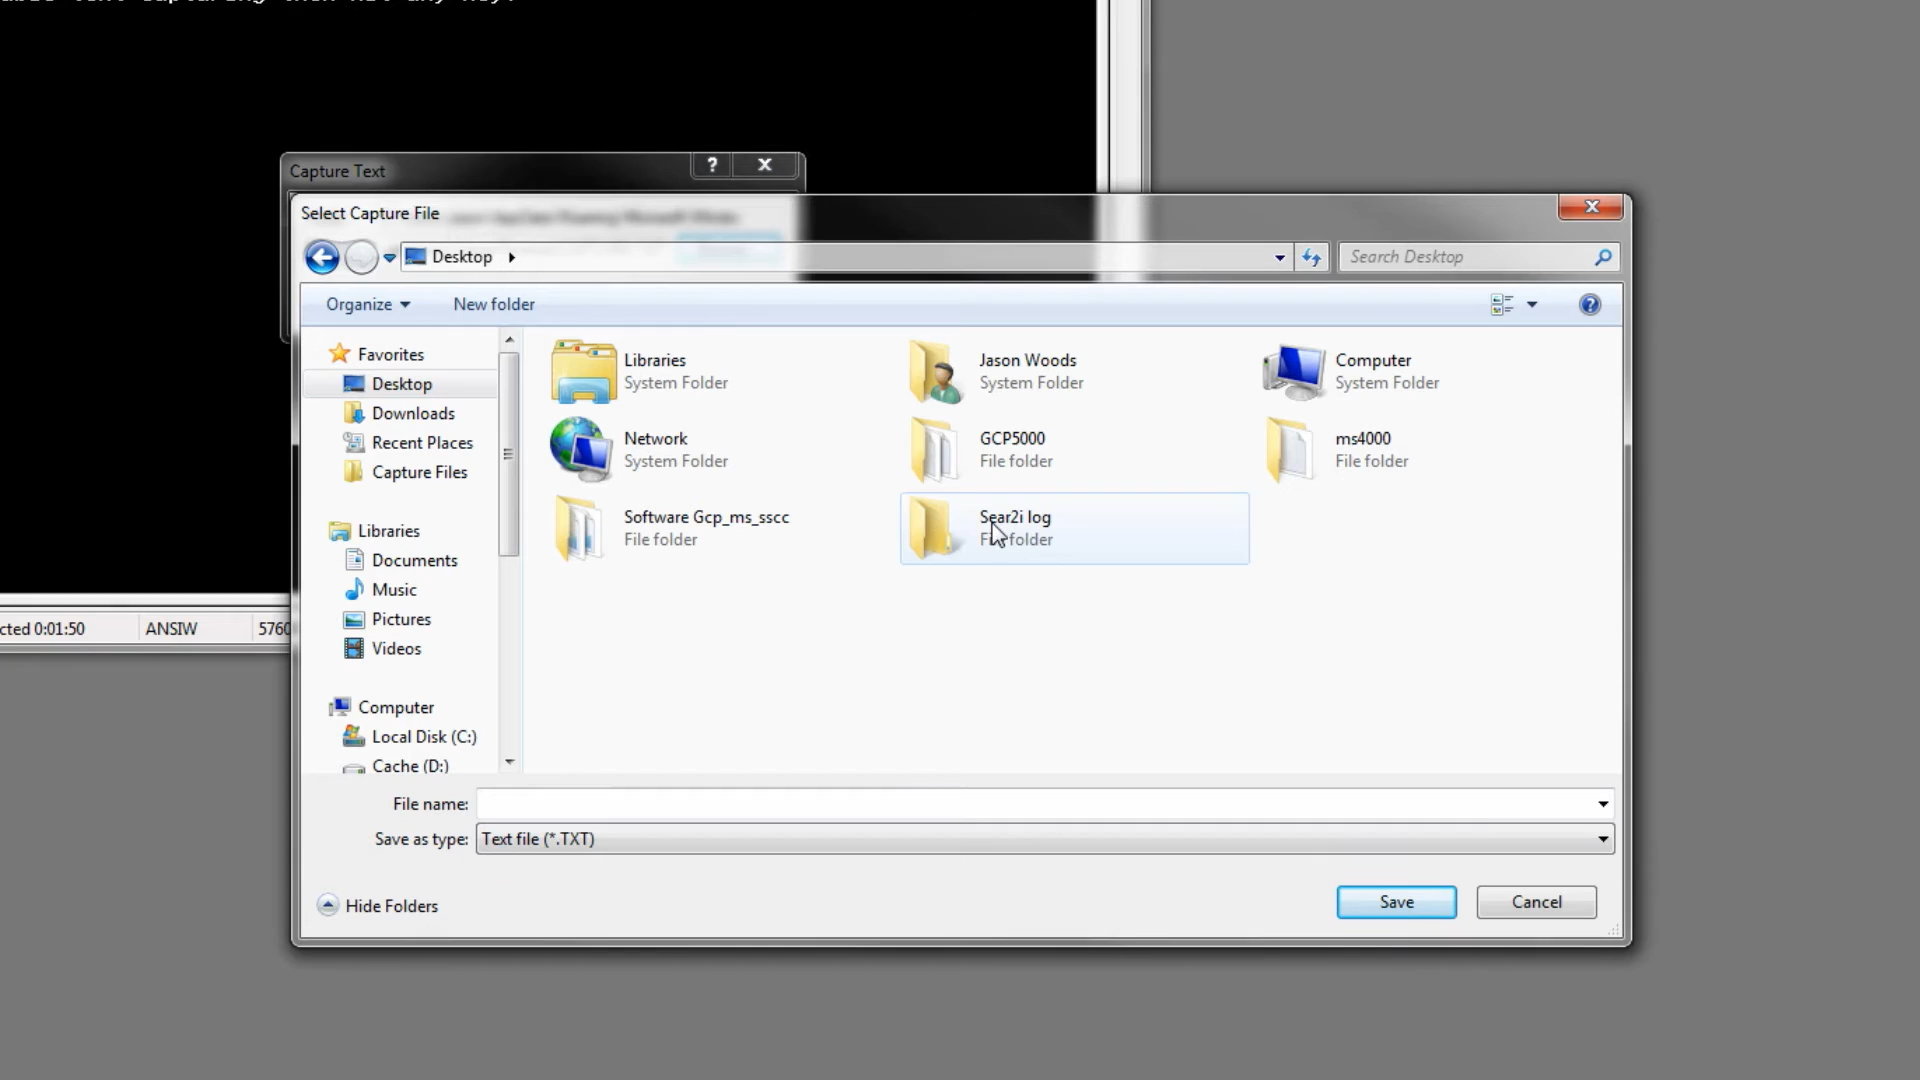 Capture Text
?
Select Capture File
Desktop
Search Desktop
Organize
New folder
Favorites
Desktop
Downloads
Recent Places
Capture Files
Libraries
Documents
Music
Pictures
Videos
Computer
Local Disk (C:)
Cache (D:)
Libraries
System Folder
Jason Woods
System Folder
Computer
System Folder
Network
System Folder
GCP5000
File folder
ms4000
File folder
Software Gcp_ms_sscc
File folder
Sear2i log
File folder
cted 0:01:50
ANSIW
5760
File name:
Save as type:
Text file (*.TXT)
Hide Folders
Save
Cancel